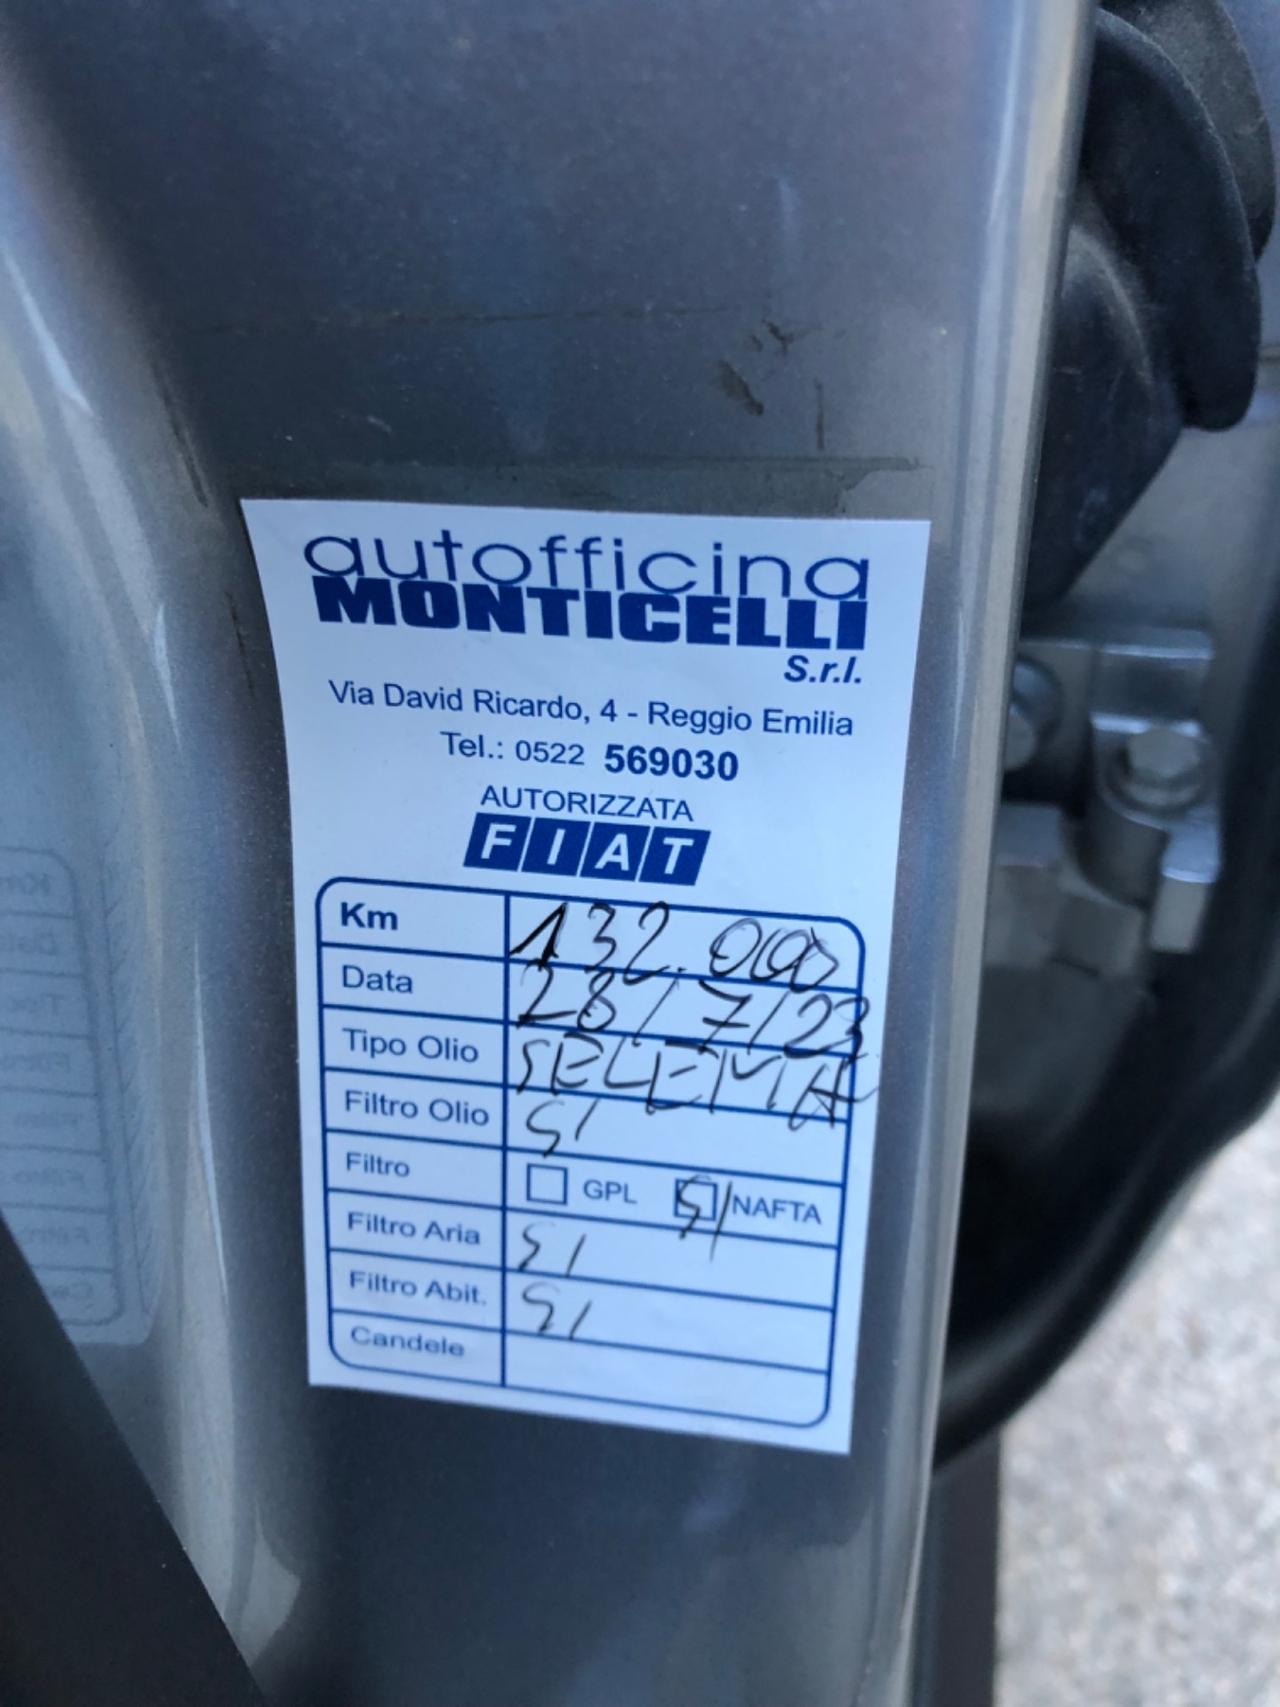 autofficina
MONTICELLI
S.r.l.
Via David Ricardo, 4 - Reggio Emilia
Tel.: 0522 569030
AUTORIZZATA
FIAT
Km 132.000
Data 28/7/23
Tipo Olio SELEMA
Filtro Olio SI
Filtro GPL SI NAFTA
Filtro Aria SI
Filtro Abit. SI
Candele